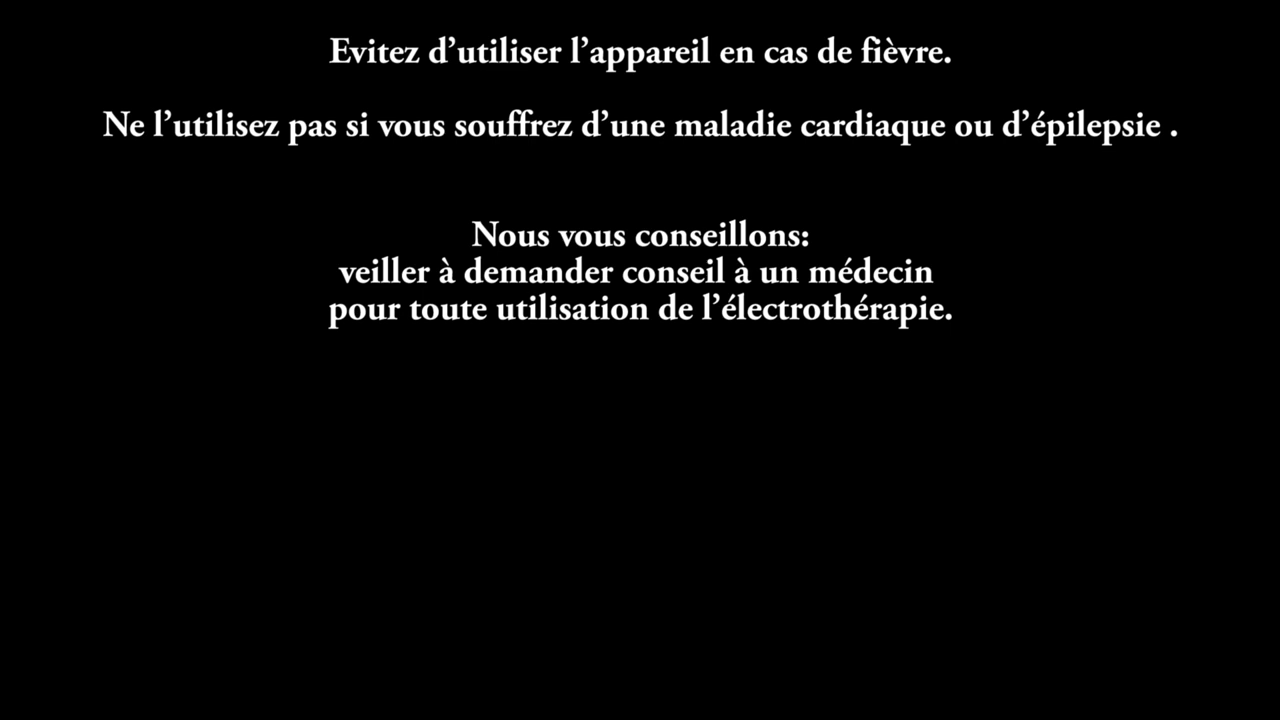 Evitez d’utiliser l’appareil en cas de fièvre.
Ne l’utilisez pas si vous souffrez d’une maladie cardiaque ou d’épilepsie .
Nous vous conseillons:
veiller à demander conseil à un médecin
pour toute utilisation de l’électrothérapie.